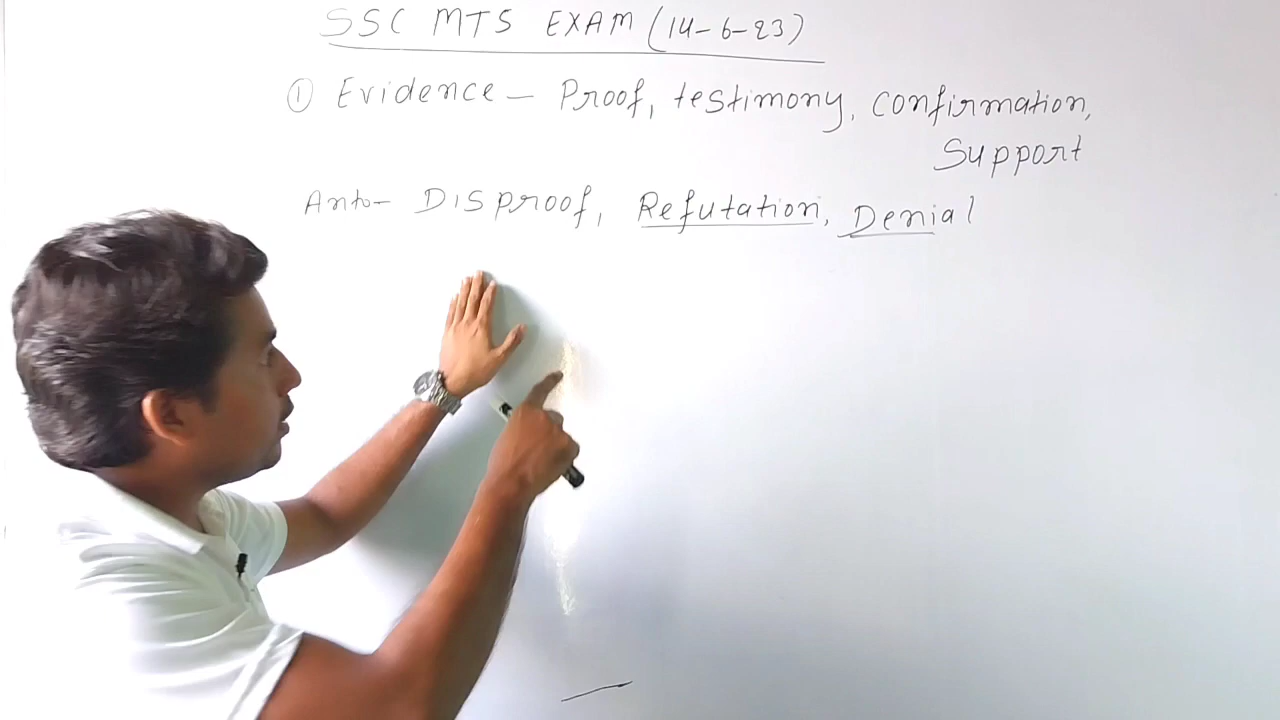 SSC MTS EXAM (14-6-23)
① Evidence – Proof, testimony, confirmation,
Support
Anto- Disproof, Refutation, Denial